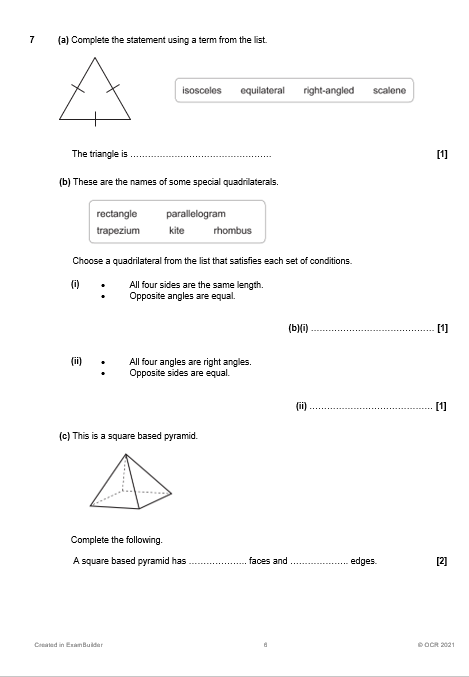 7 (a) Complete the statement using a term from the list.
isosceles equilateral right-angled scalene
The triangle is ................................................ [1]
(b) These are the names of some special quadrilaterals.
rectangle parallelogram
trapezium kite rhombus
Choose a quadrilateral from the list that satisfies each set of conditions.
(i) • All four sides are the same length.
• Opposite angles are equal.
(b)(i) .......................................... [1]
(ii) • All four angles are right angles.
• Opposite sides are equal.
(ii) .......................................... [1]
(c) This is a square based pyramid.
Complete the following.
A square based pyramid has .................... faces and .................... edges. [2]
Created in ExamBuilder 6 © OCR 2021